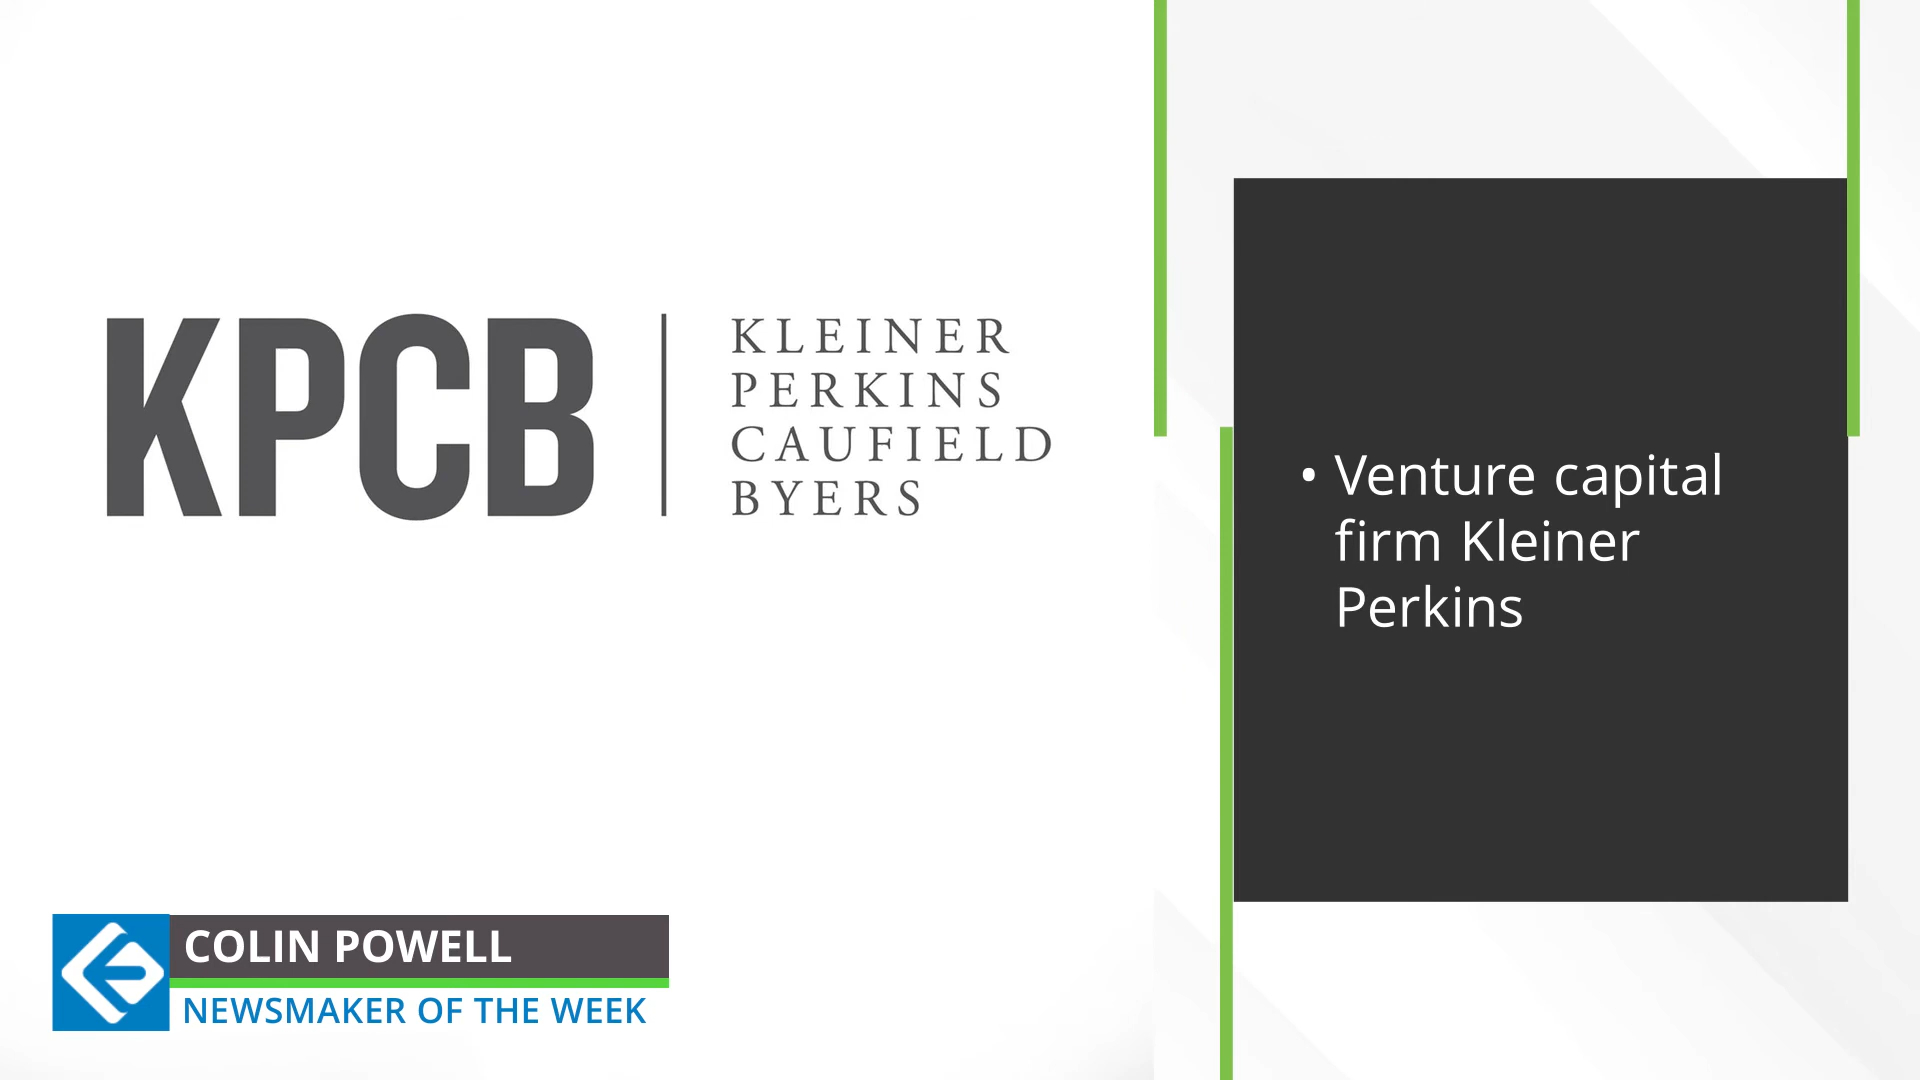 KPCB
KLEINER
PERKINS
CAUFIELD
BYERS
• Venture capital
firm Kleiner
Perkins
COLIN POWELL
NEWSMAKER OF THE WEEK